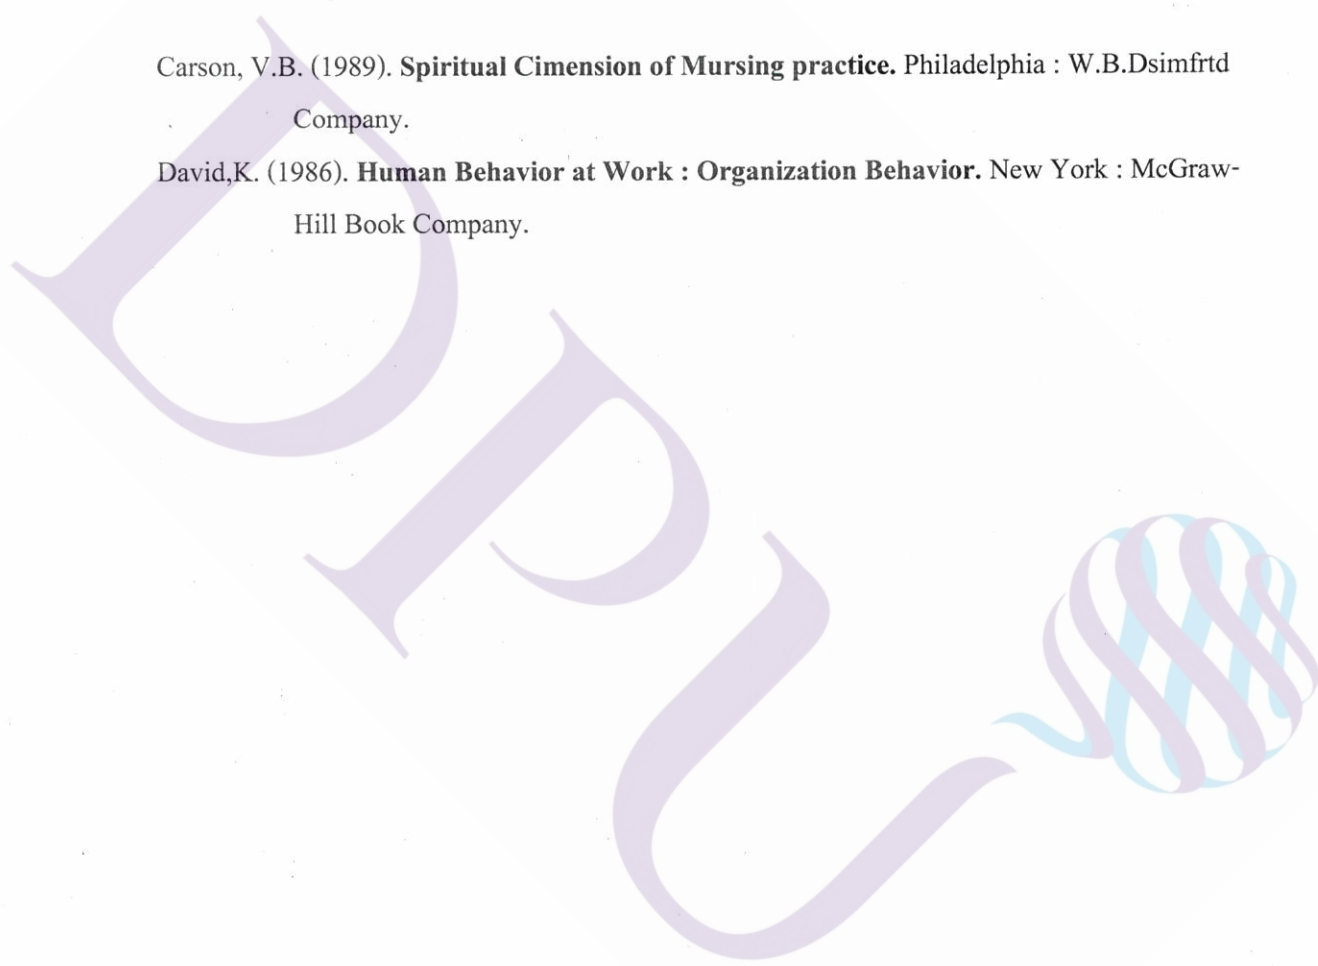 Carson, V.B. (1989). Spiritual Cimension of Mursing practice. Philadelphia : W.B.Dsimfrtd
Company.
David,K. (1986). Human Behavior at Work : Organization Behavior. New York : McGraw-
Hill Book Company.
DPU